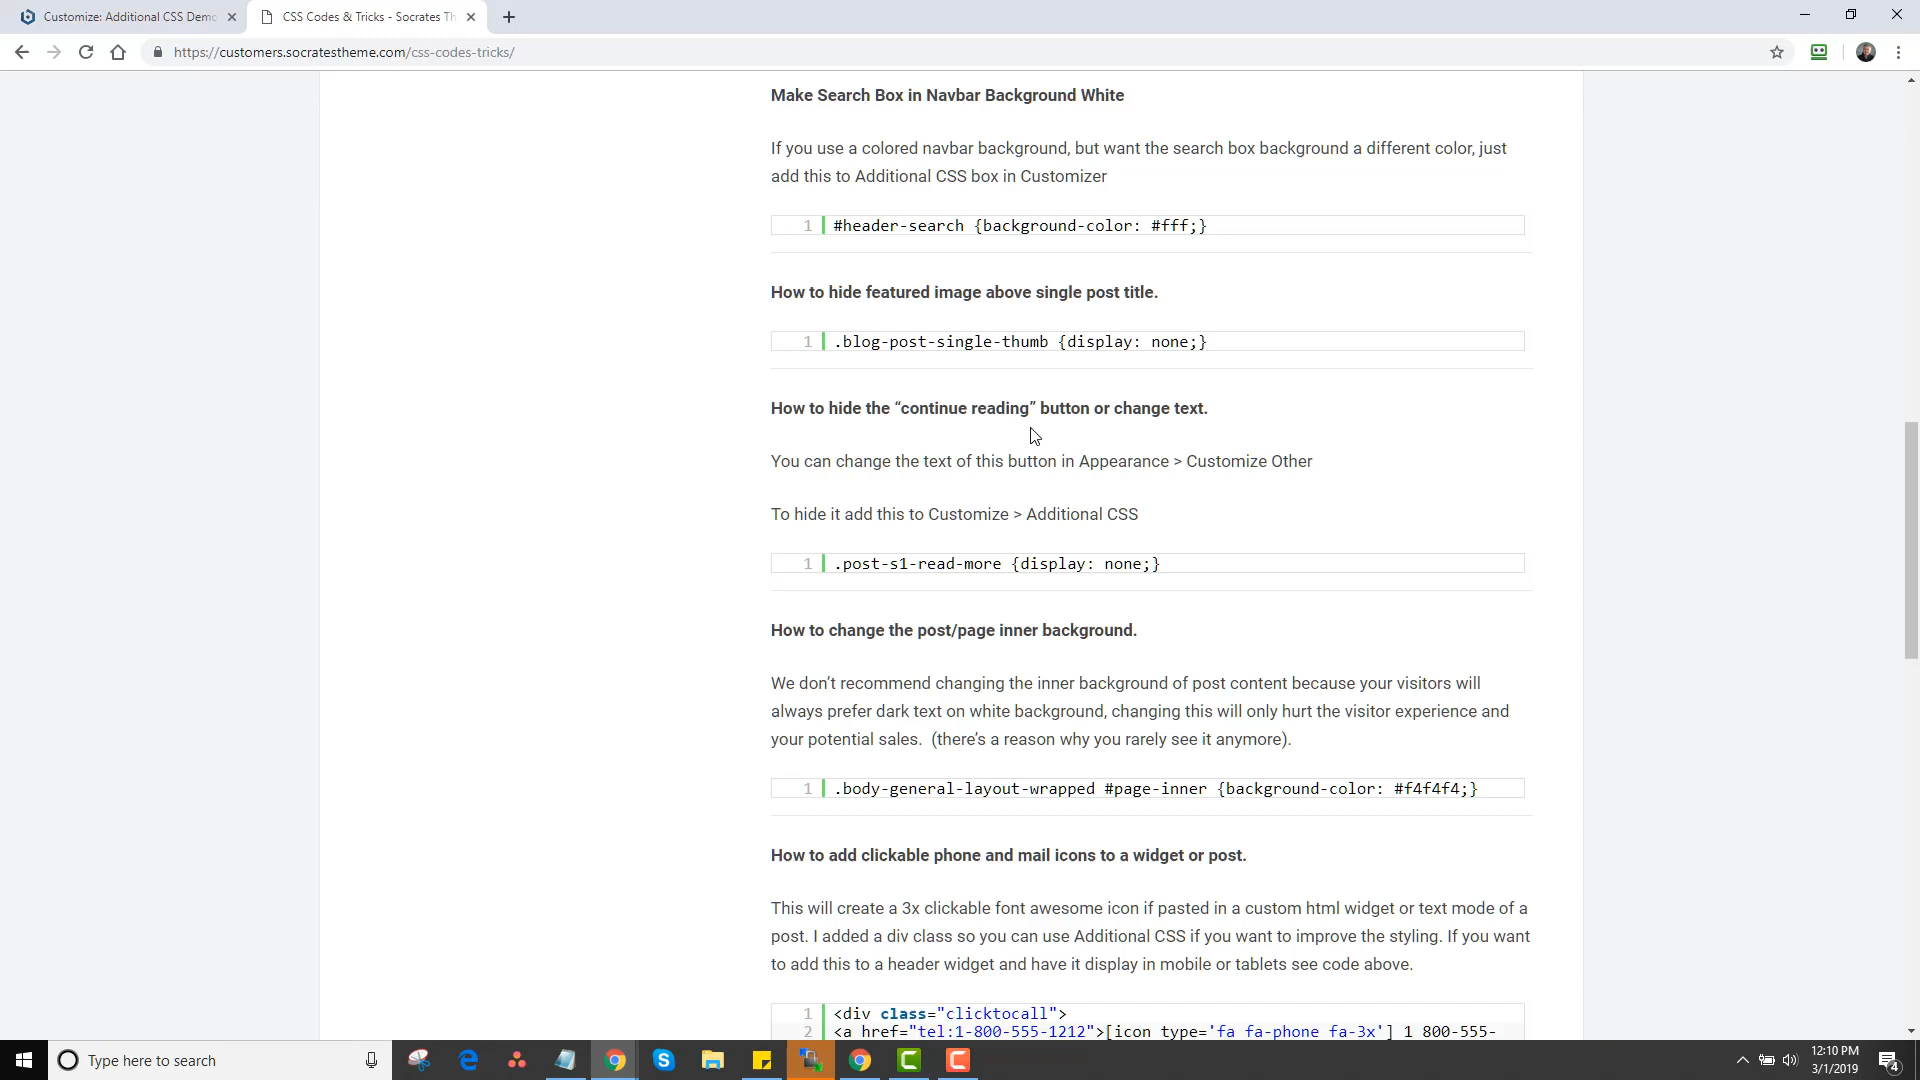 Customize: Additional CSS Demo
CSS Codes & Tricks - Socrates Th
https://customers.socratestheme.com/css-codes-tricks/
Make Search Box in Navbar Background White
If you use a colored navbar background, but want the search box background a different color, just
add this to Additional CSS box in Customizer
1 #header-search {background-color: #fff;}
How to hide featured image above single post title.
1 .blog-post-single-thumb {display: none;}
How to hide the “continue reading” button or change text.
You can change the text of this button in Appearance > Customize Other
To hide it add this to Customize > Additional CSS
1 .post-s1-read-more {display: none;}
How to change the post/page inner background.
We don’t recommend changing the inner background of post content because your visitors will
always prefer dark text on white background, changing this will only hurt the visitor experience and
your potential sales.  (there’s a reason why you rarely see it anymore).
1 .body-general-layout-wrapped #page-inner {background-color: #f4f4f4;}
How to add clickable phone and mail icons to a widget or post.
This will create a 3x clickable font awesome icon if pasted in a custom html widget or text mode of a
post. I added a div class so you can use Additional CSS if you want to improve the styling. If you want
to add this to a header widget and have it display in mobile or tablets see code above.
1 <div class="clicktocall">
2 <a href="tel:1-800-555-1212">[icon type='fa fa-phone fa-3x'] 1 800-555-
Type here to search
12:10 PM
3/1/2019
4